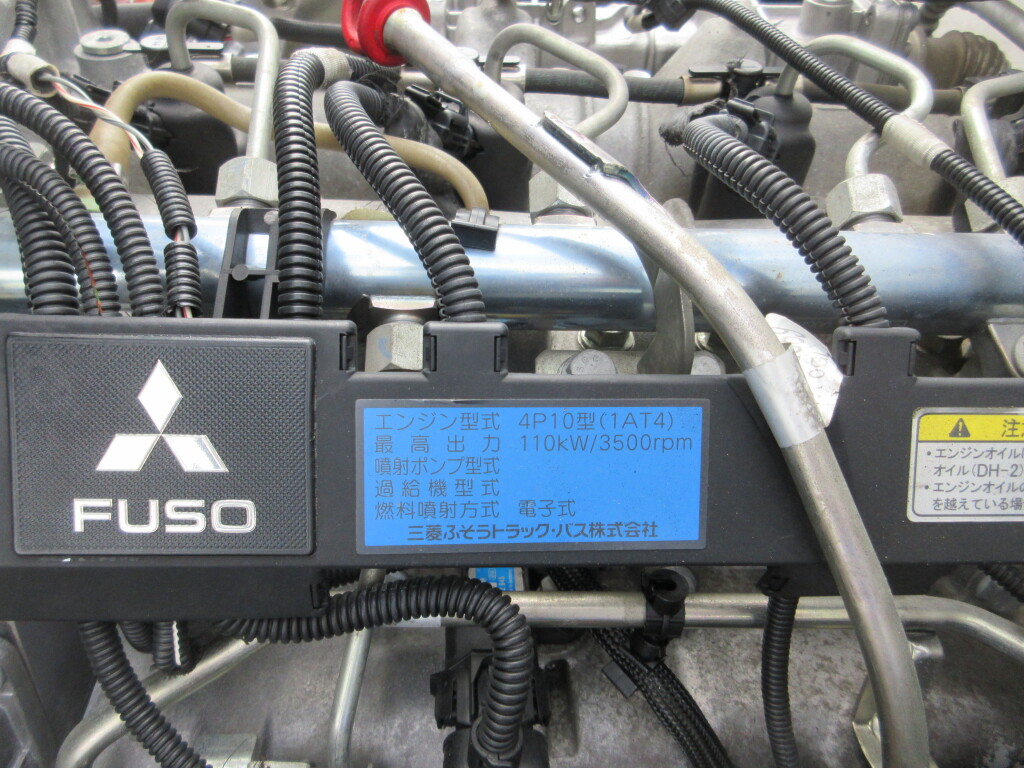 FUSO
エンジン型式 4P10型(1AT4)
最高出力 110kW/3500rpm
噴射ポンプ型式
過給機型式
燃料噴射方式 電子式
三菱ふそうトラック・バス株式会社
注
・エンジンオイル
オイル(DH-2)
・エンジンオイルの
を越えている場